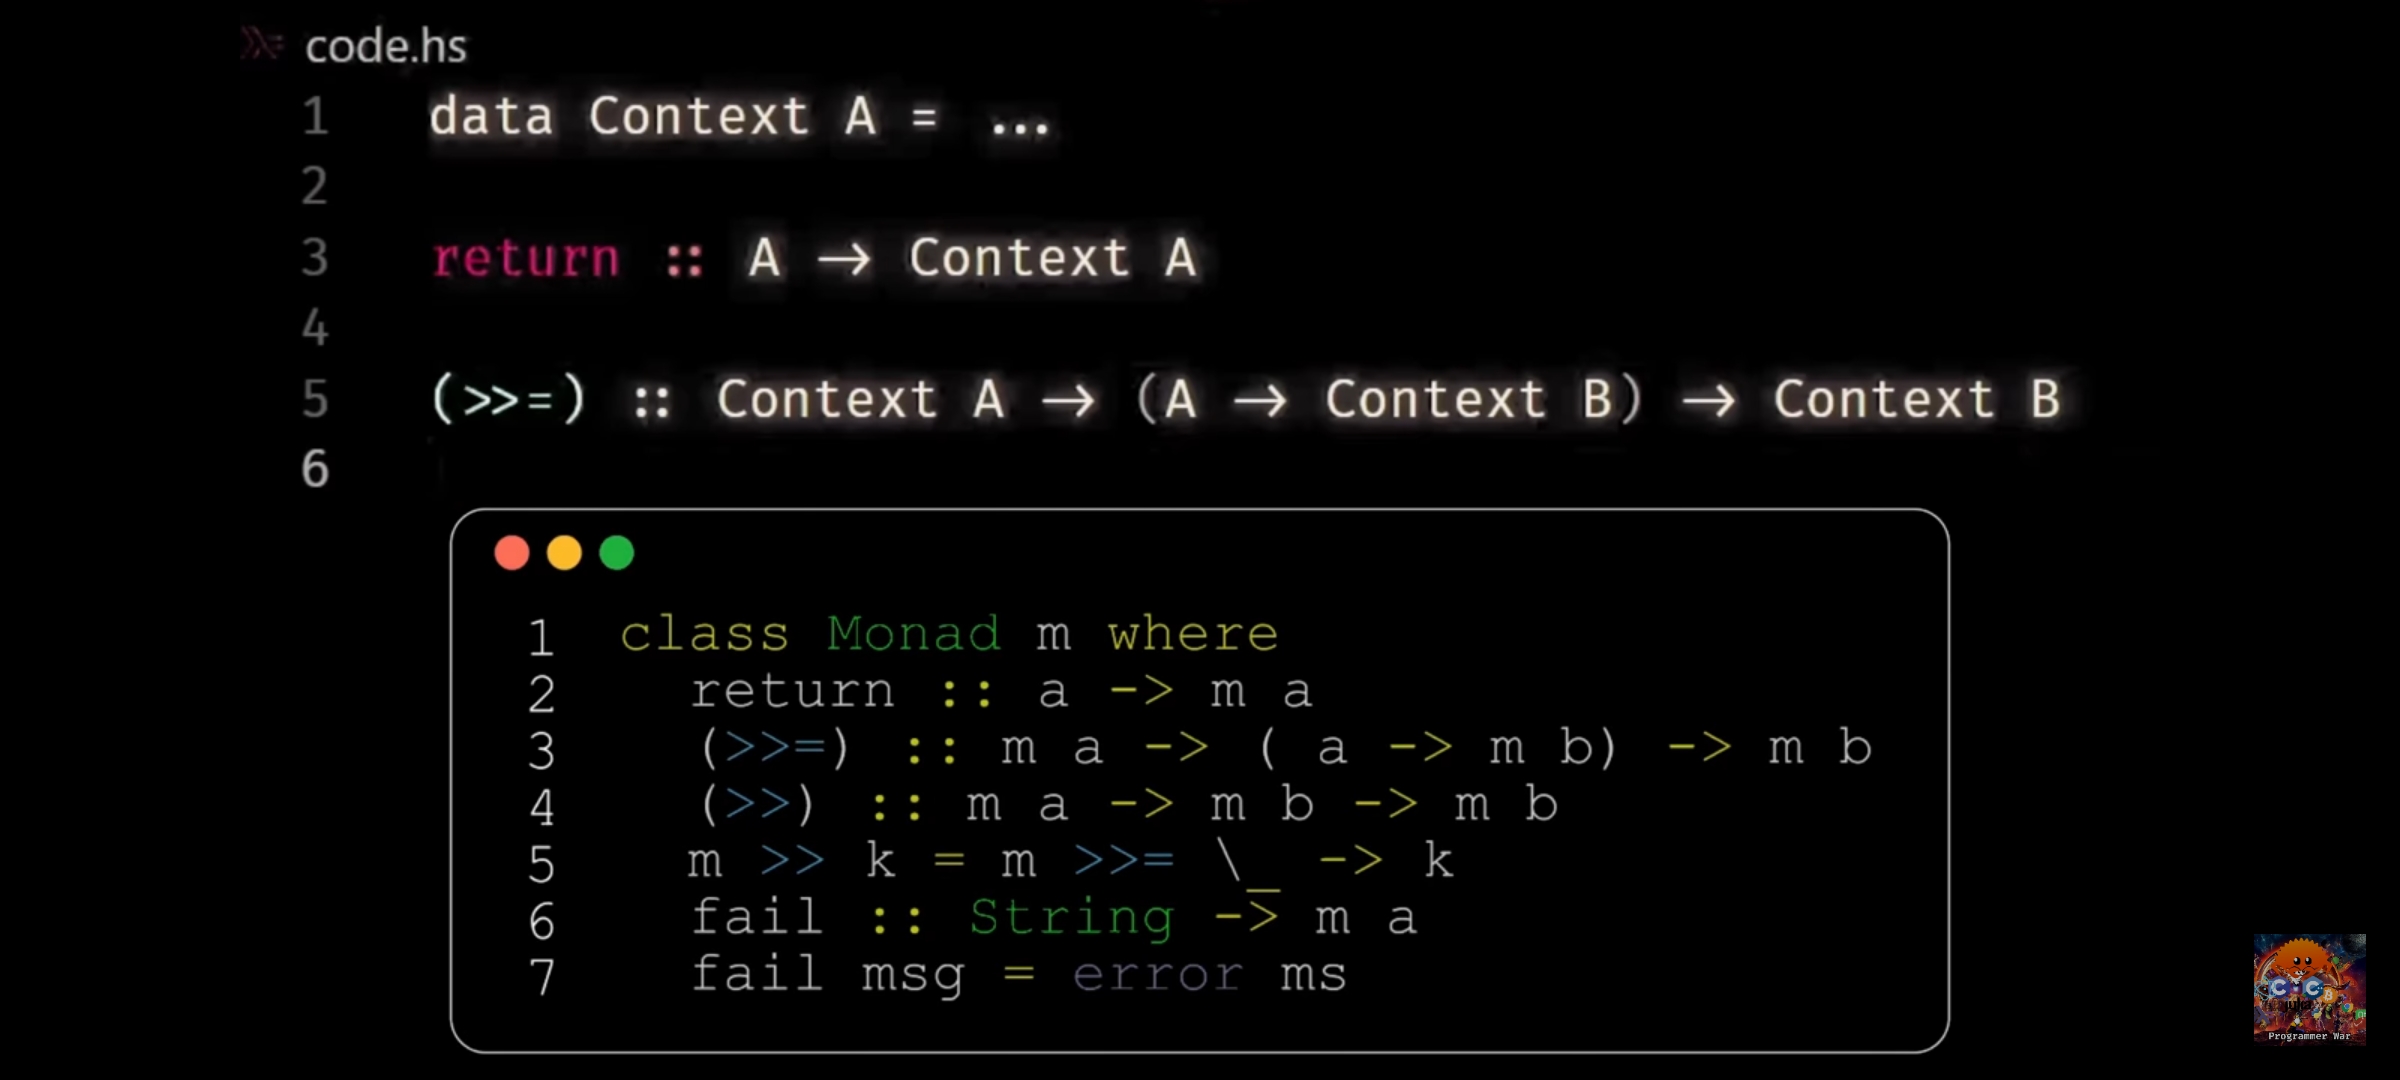 code.hs
1 data Context A = ...
2
3 return :: A → Context A
4
5 (>>=) :: Context A → (A → Context B) → Context B
6
1 class Monad m where
2 return :: a -> m a
3 (>>=) :: m a -> ( a -> m b) -> m b
4 (>>) :: m a -> m b -> m b
5 m >> k = m >>= \_ -> k
6 fail :: String -> m a
7 fail msg = error ms
Programmer War